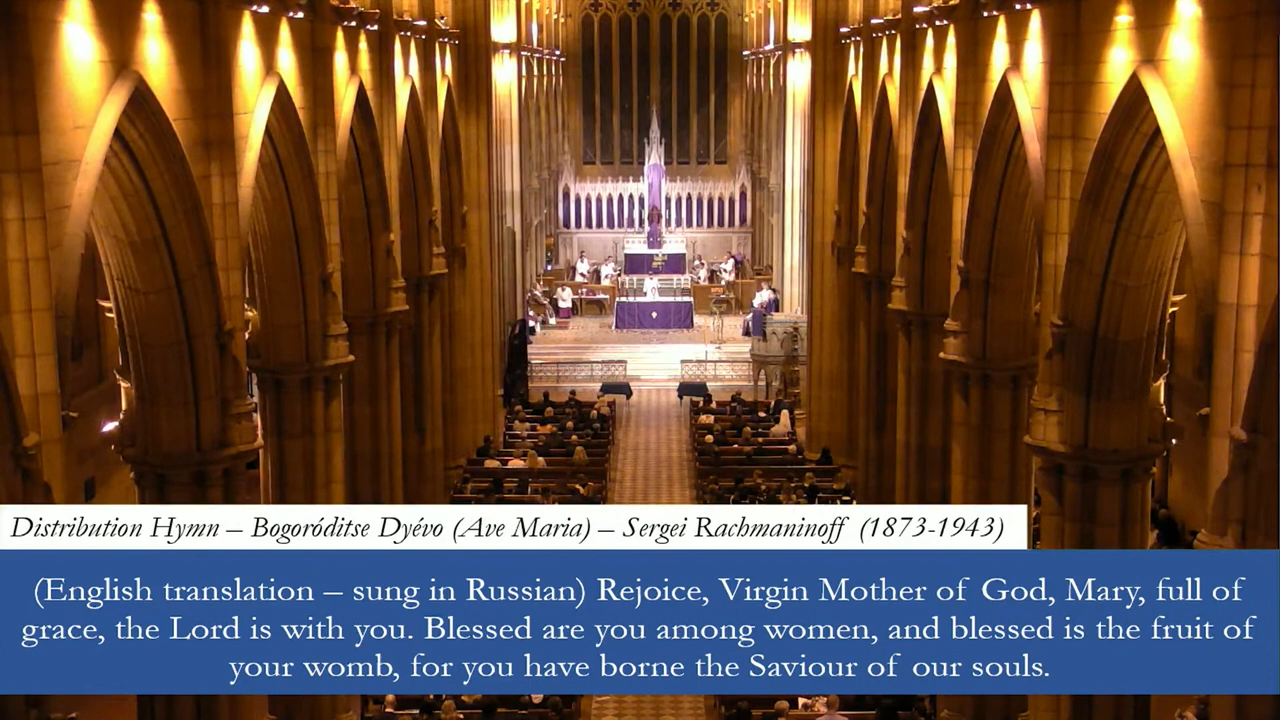 Distribution Hymn – Bogoróditse Dyévo (Ave Maria) – Sergei Rachmaninoff (1873-1943)
(English translation – sung in Russian) Rejoice, Virgin Mother of God, Mary, full of
grace, the Lord is with you. Blessed are you among women, and blessed is the fruit of
your womb, for you have borne the Saviour of our souls.